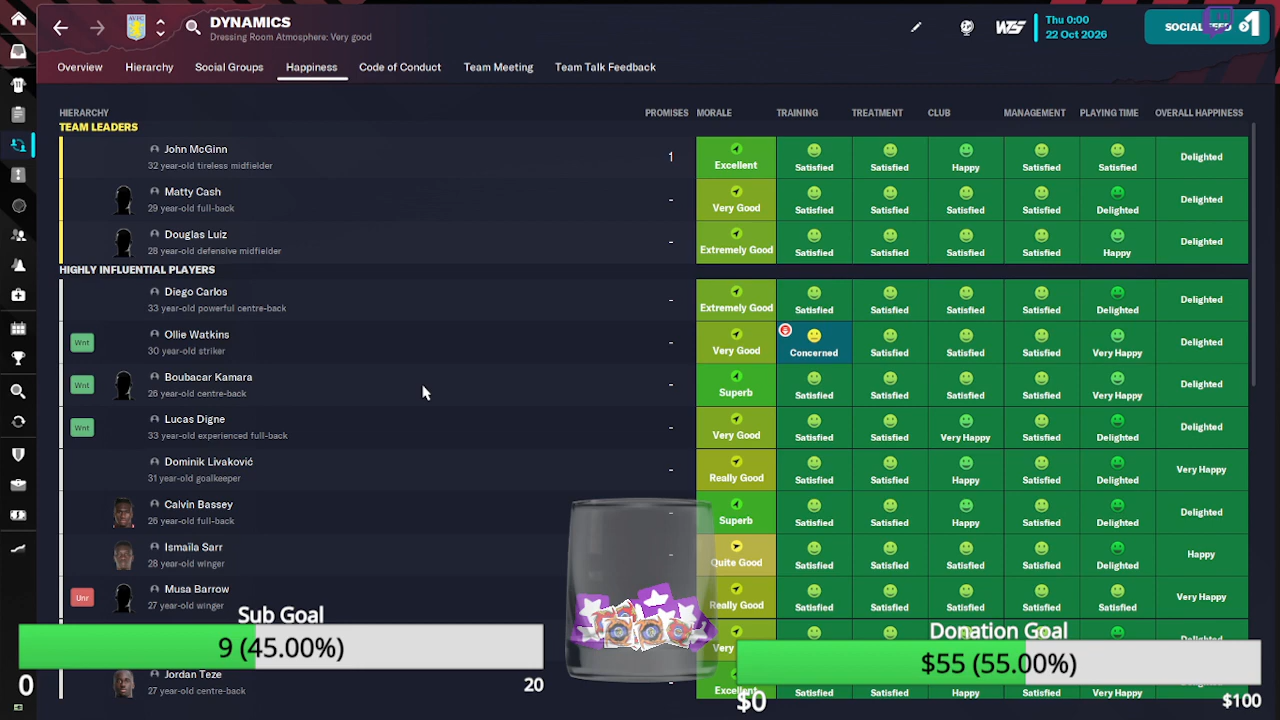 DYNAMICS
Dressing Room Atmosphere: Very good
Thu 0:00
22 Oct 2026
1
Overview Hierarchy Social Groups Happiness Code of Conduct Team Meeting Team Talk Feedback
HIERARCHY PROMISES MORALE TRAINING TREATMENT CLUB MANAGEMENT PLAYING TIME OVERALL HAPPINESS
TEAM LEADERS
John McGinn
32 year-old tireless midfielder
1 Excellent Satisfied Satisfied Happy Satisfied Satisfied Delighted
Matty Cash
29 year-old full-back
- Very Good Satisfied Satisfied Satisfied Satisfied Delighted Delighted
Douglas Luiz
28 year-old defensive midfielder
- Extremely Good Satisfied Satisfied Satisfied Satisfied Happy Delighted
HIGHLY INFLUENTIAL PLAYERS
Diego Carlos
33 year-old powerful centre-back
- Extremely Good Satisfied Satisfied Satisfied Satisfied Delighted Delighted
Wnt Ollie Watkins
30 year-old striker
- Very Good Concerned Satisfied Satisfied Satisfied Very Happy Delighted
Wnt Boubacar Kamara
26 year-old centre-back
- Superb Satisfied Satisfied Satisfied Satisfied Very Happy Delighted
Wnt Lucas Digne
33 year-old experienced full-back
- Very Good Satisfied Satisfied Very Happy Satisfied Delighted Delighted
Dominik Livaković
31 year-old goalkeeper
- Really Good Satisfied Satisfied Happy Satisfied Delighted Very Happy
Calvin Bassey
26 year-old full-back
- Superb Satisfied Satisfied Happy Satisfied Delighted Delighted
Ismaïla Sarr
28 year-old winger
- Quite Good Satisfied Satisfied Satisfied Satisfied Delighted Happy
Unr Musa Barrow
27 year-old winger
Really Good Satisfied Satisfied Satisfied Satisfied Satisfied Very Happy
Sub Goal
9 (45.00%)
0 20
Donation Goal
$55 (55.00%)
$0 $100
Very
Jordan Teze
27 year-old centre-back
Satisfied Satisfied Happy Satisfied Very Happy